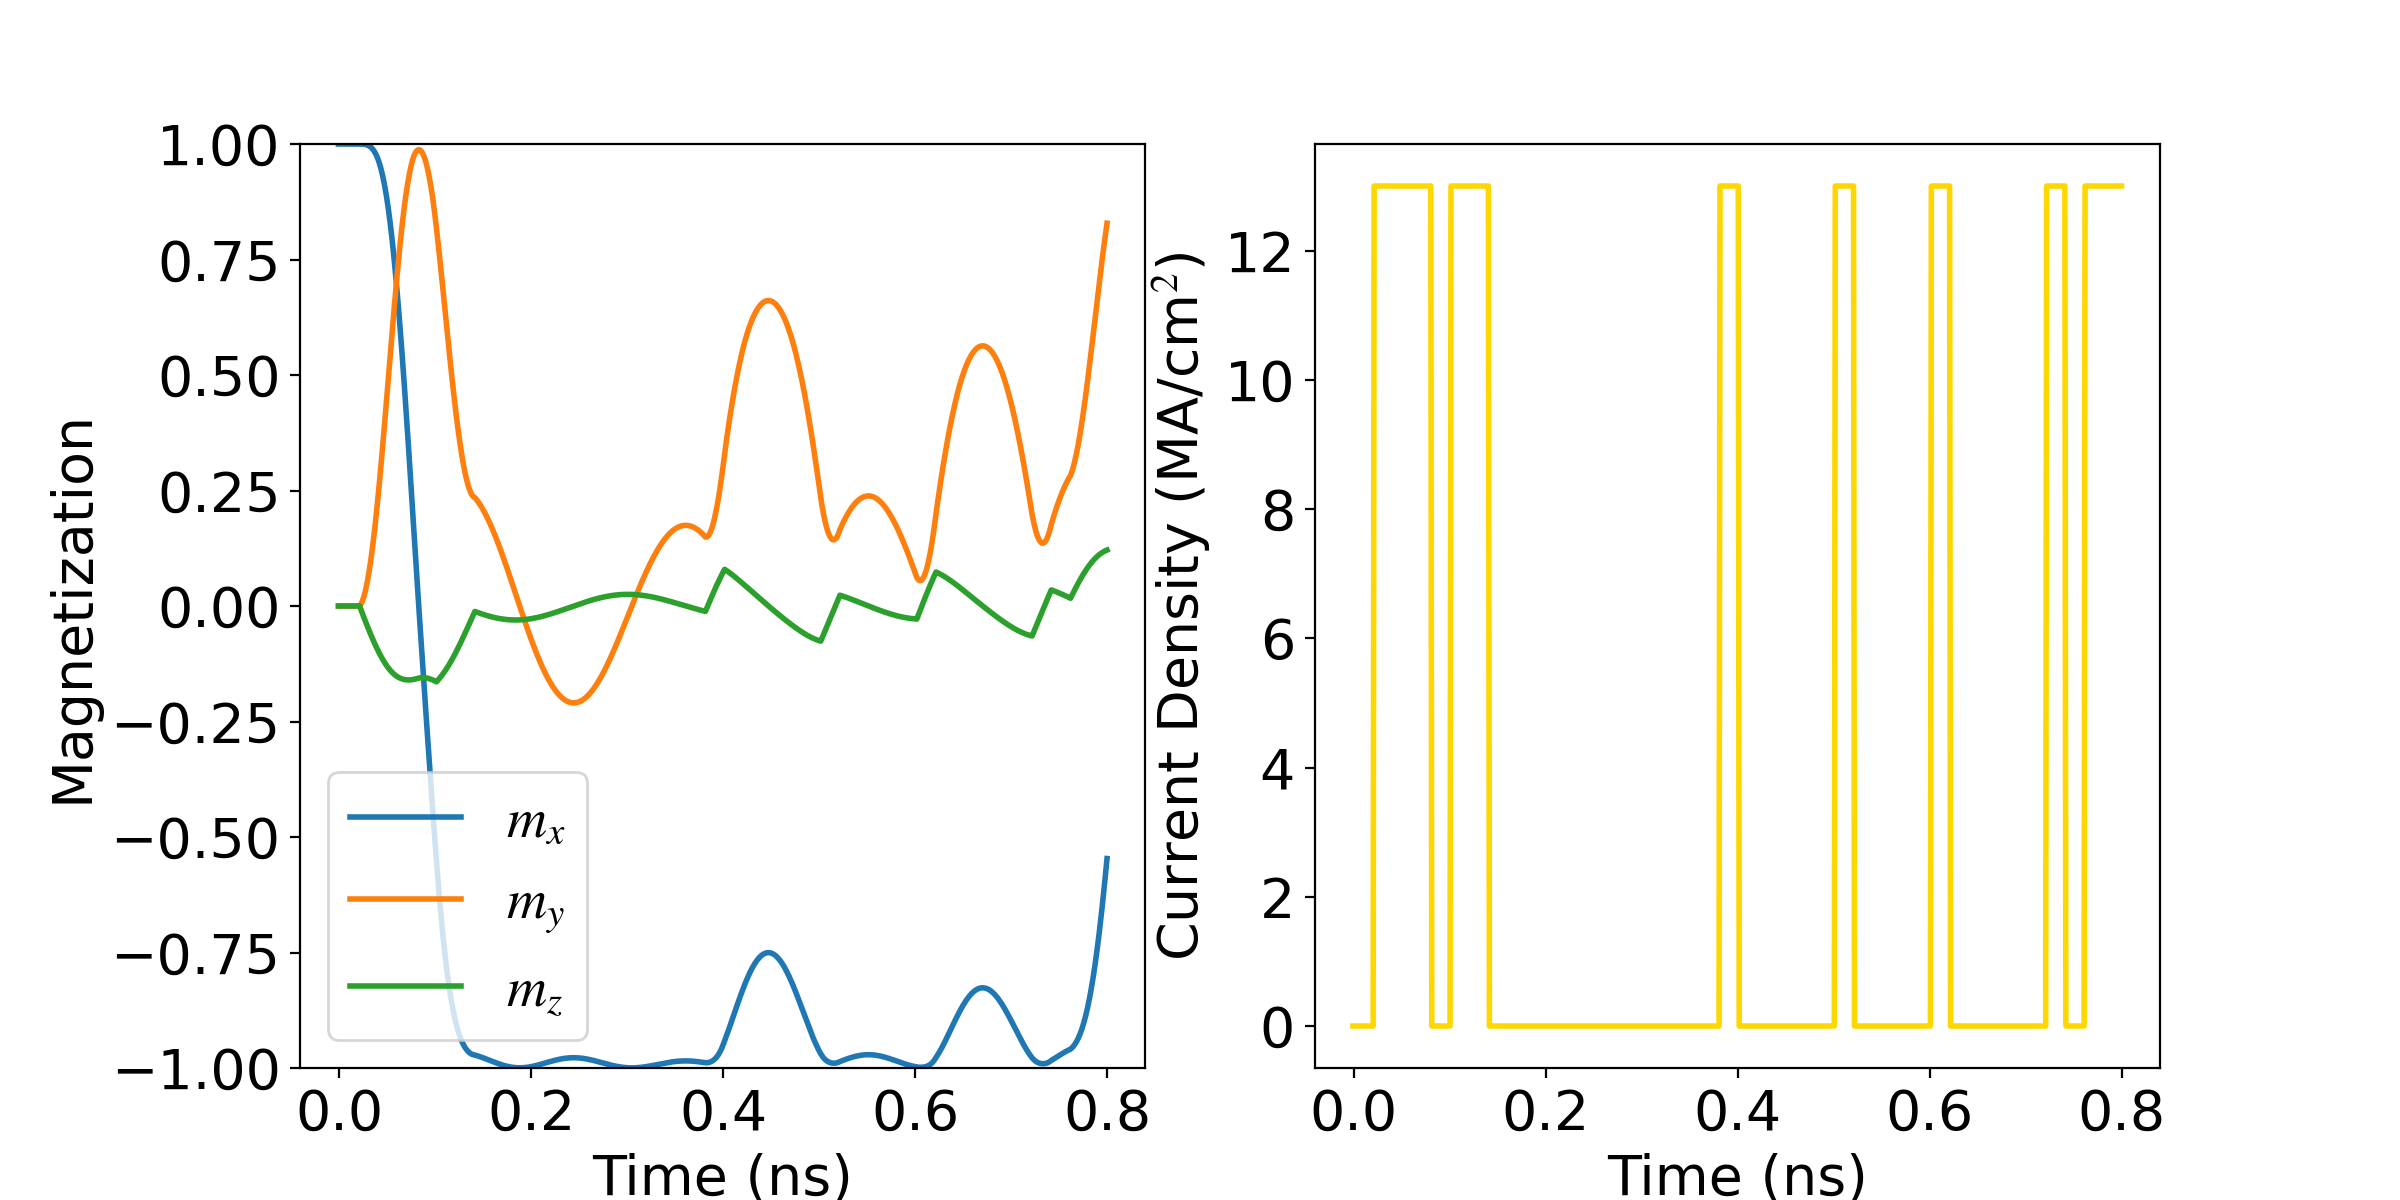 Magnetization
1.00
0.75
0.50
0.25
0.00
−0.25
−0.50
−0.75
−1.00
m_x
m_y
m_z
0.0 0.2 0.4 0.6 0.8
Time (ns)
Current Density (MA/cm²)
12
10
8
6
4
2
0
0.0 0.2 0.4 0.6 0.8
Time (ns)